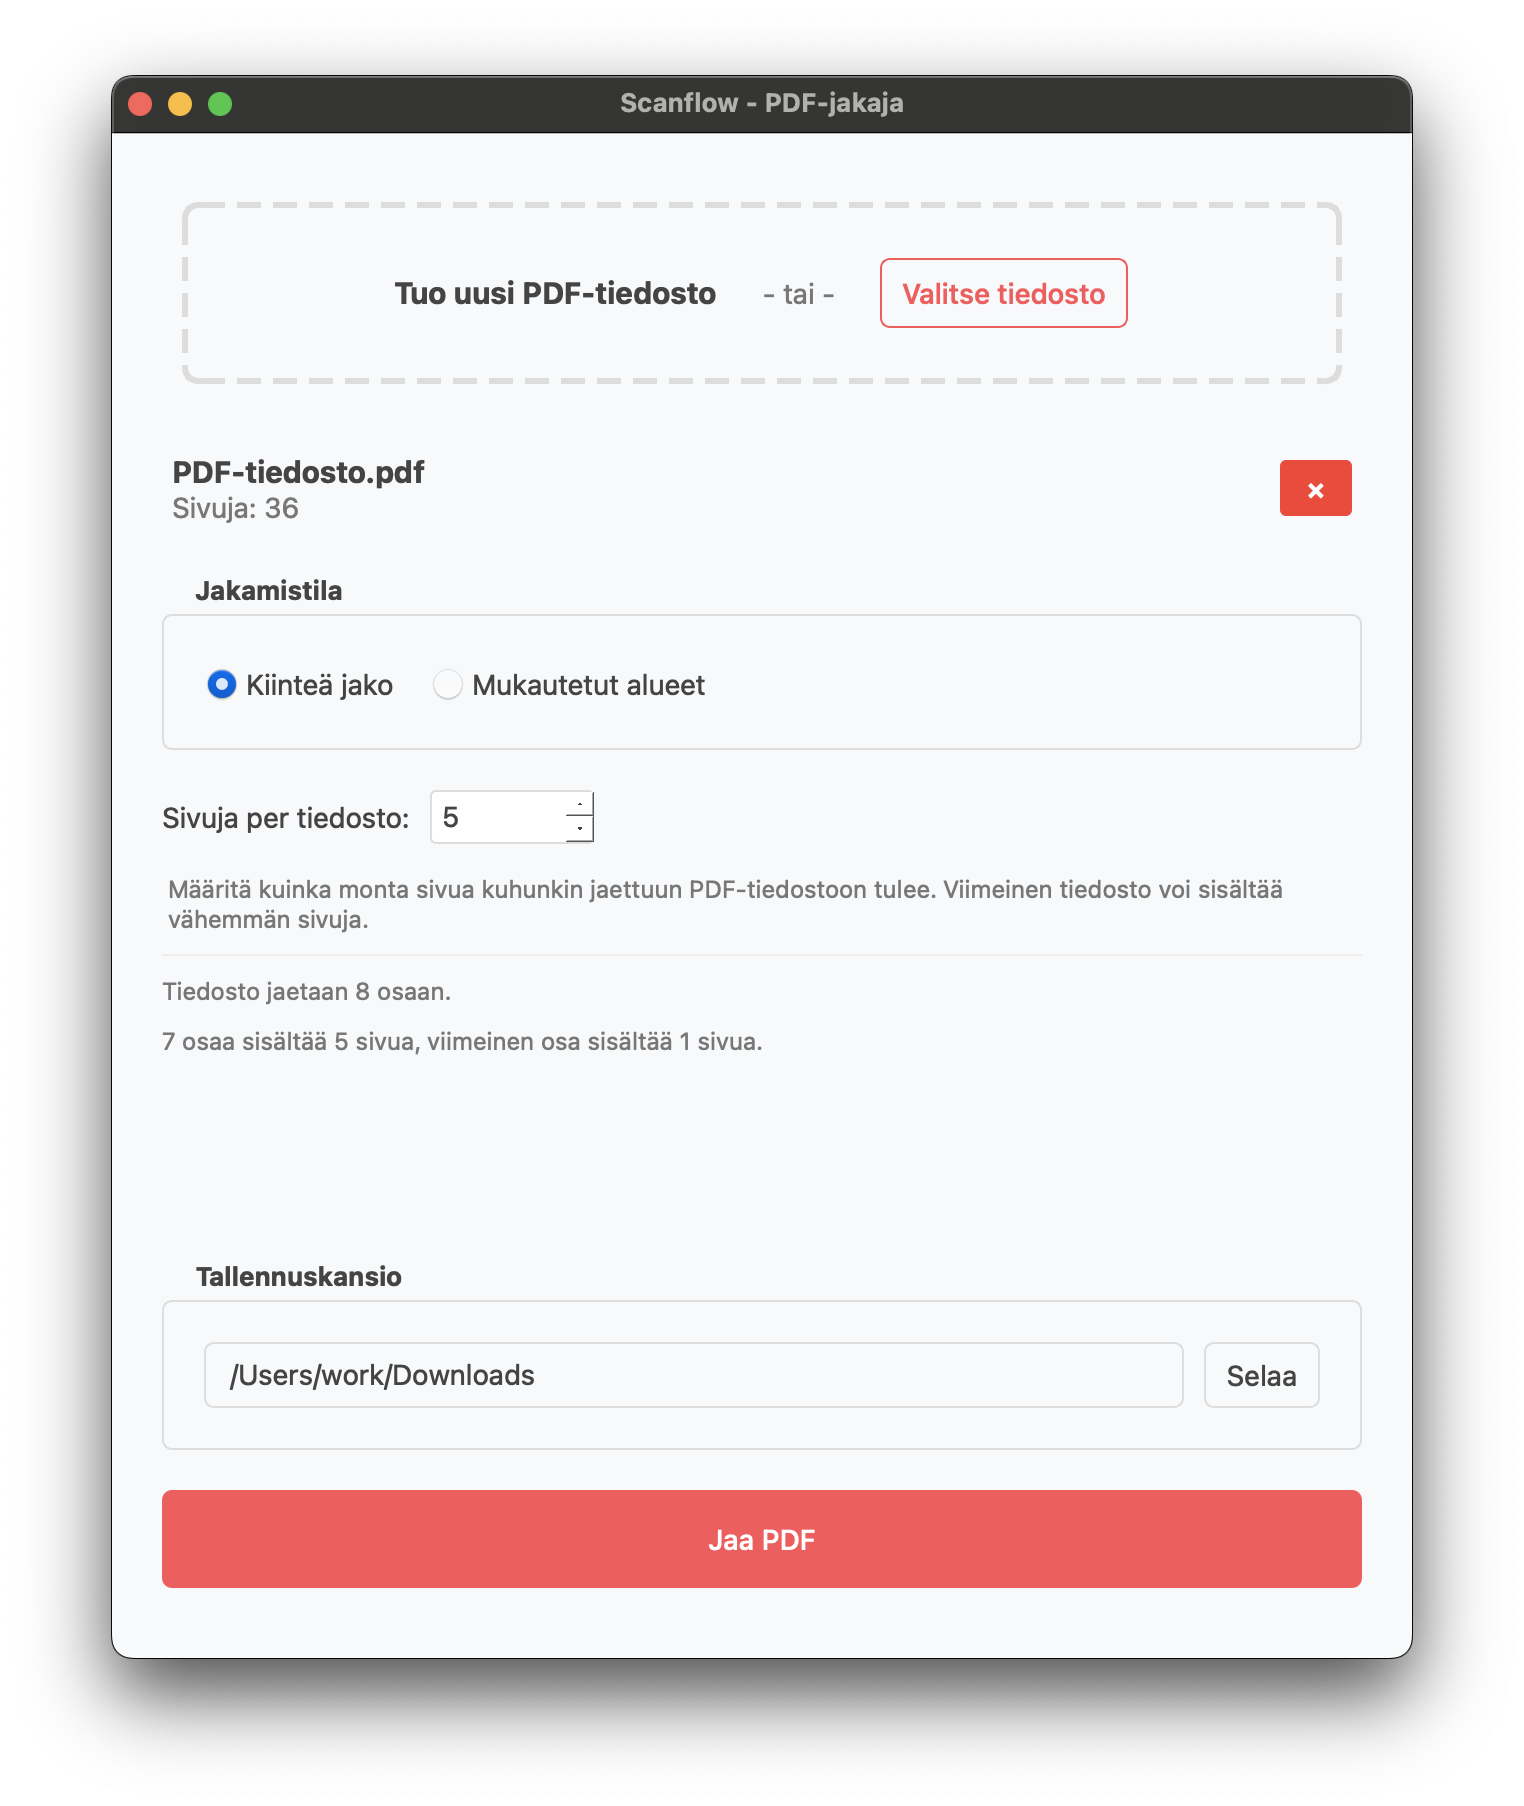 Scanflow - PDF-jakaja
Tuo uusi PDF-tiedosto - tai - Valitse tiedosto
PDF-tiedosto.pdf
Sivuja: 36
×
Jakamistila
Kiinteä jako Mukautetut alueet
Sivuja per tiedosto: 5
Määritä kuinka monta sivua kuhunkin jaettuun PDF-tiedostoon tulee. Viimeinen tiedosto voi sisältää
vähemmän sivuja.
Tiedosto jaetaan 8 osaan.
7 osaa sisältää 5 sivua, viimeinen osa sisältää 1 sivua.
Tallennuskansio
/Users/work/Downloads Selaa
Jaa PDF